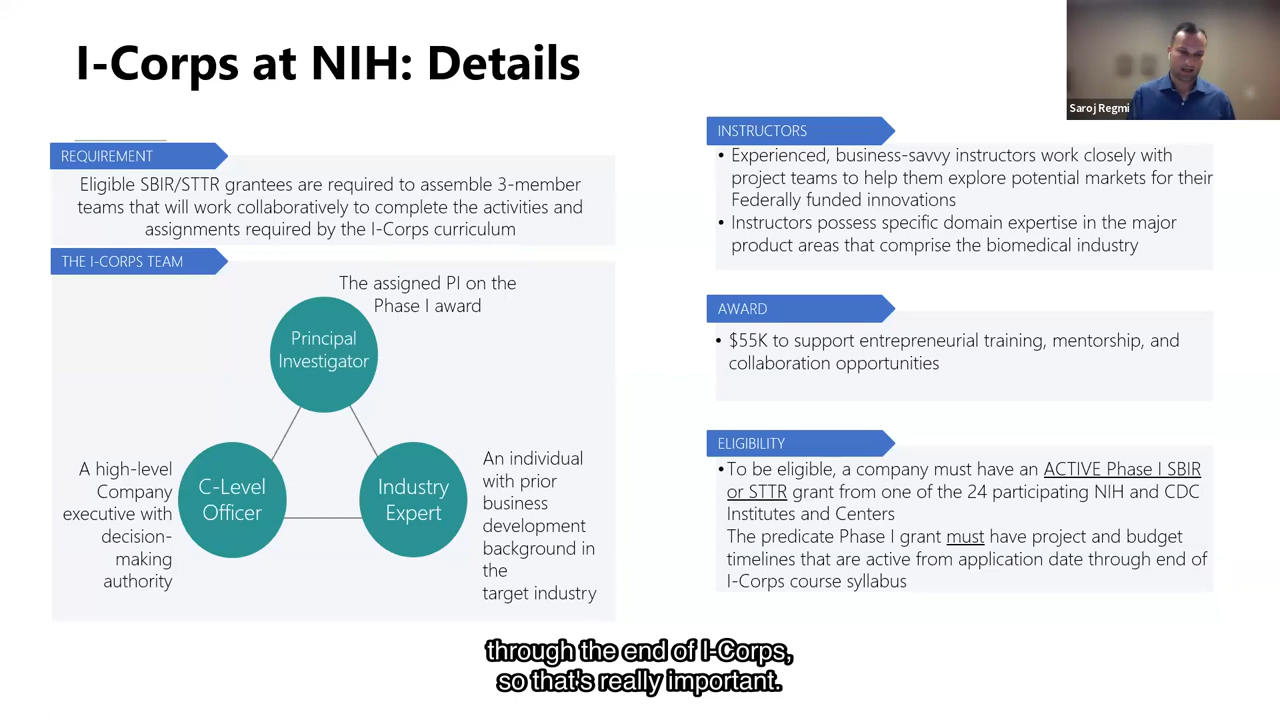 I-Corps at NIH: Details
Saroj Regmi
REQUIREMENT
Eligible SBIR/STTR grantees are required to assemble 3-member
teams that will work collaboratively to complete the activities and
assignments required by the I-Corps curriculum
THE I-CORPS TEAM
The assigned PI on the
Phase I award
Principal
Investigator
A high-level
Company
executive with
decision-
making
authority
C-Level
Officer
Industry
Expert
An individual
with prior
business
development
background in
the
target industry
INSTRUCTORS
• Experienced, business-savvy instructors work closely with
project teams to help them explore potential markets for their
Federally funded innovations
• Instructors possess specific domain expertise in the major
product areas that comprise the biomedical industry
AWARD
• $55K to support entrepreneurial training, mentorship, and
collaboration opportunities
ELIGIBILITY
• To be eligible, a company must have an ACTIVE Phase I SBIR
or STTR grant from one of the 24 participating NIH and CDC
Institutes and Centers
The predicate Phase I grant must have project and budget
timelines that are active from application date through end of
I-Corps course syllabus
through the end of I-Corps,
so that's really important.